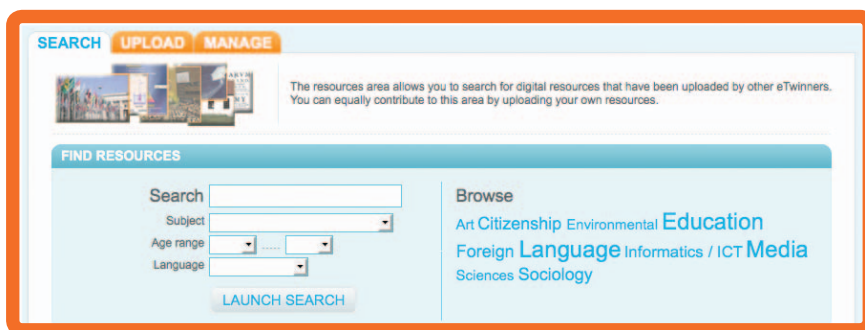 SEARCH UPLOAD MANAGE
The resources area allows you to search for digital resources that have been uploaded by other eTwinners.
You can equally contribute to this area by uploading your own resources.
FIND RESOURCES
Search
Subject
Age range ......
Language
LAUNCH SEARCH
Browse
Art Citizenship Environmental Education
Foreign Language Informatics / ICT Media
Sciences Sociology